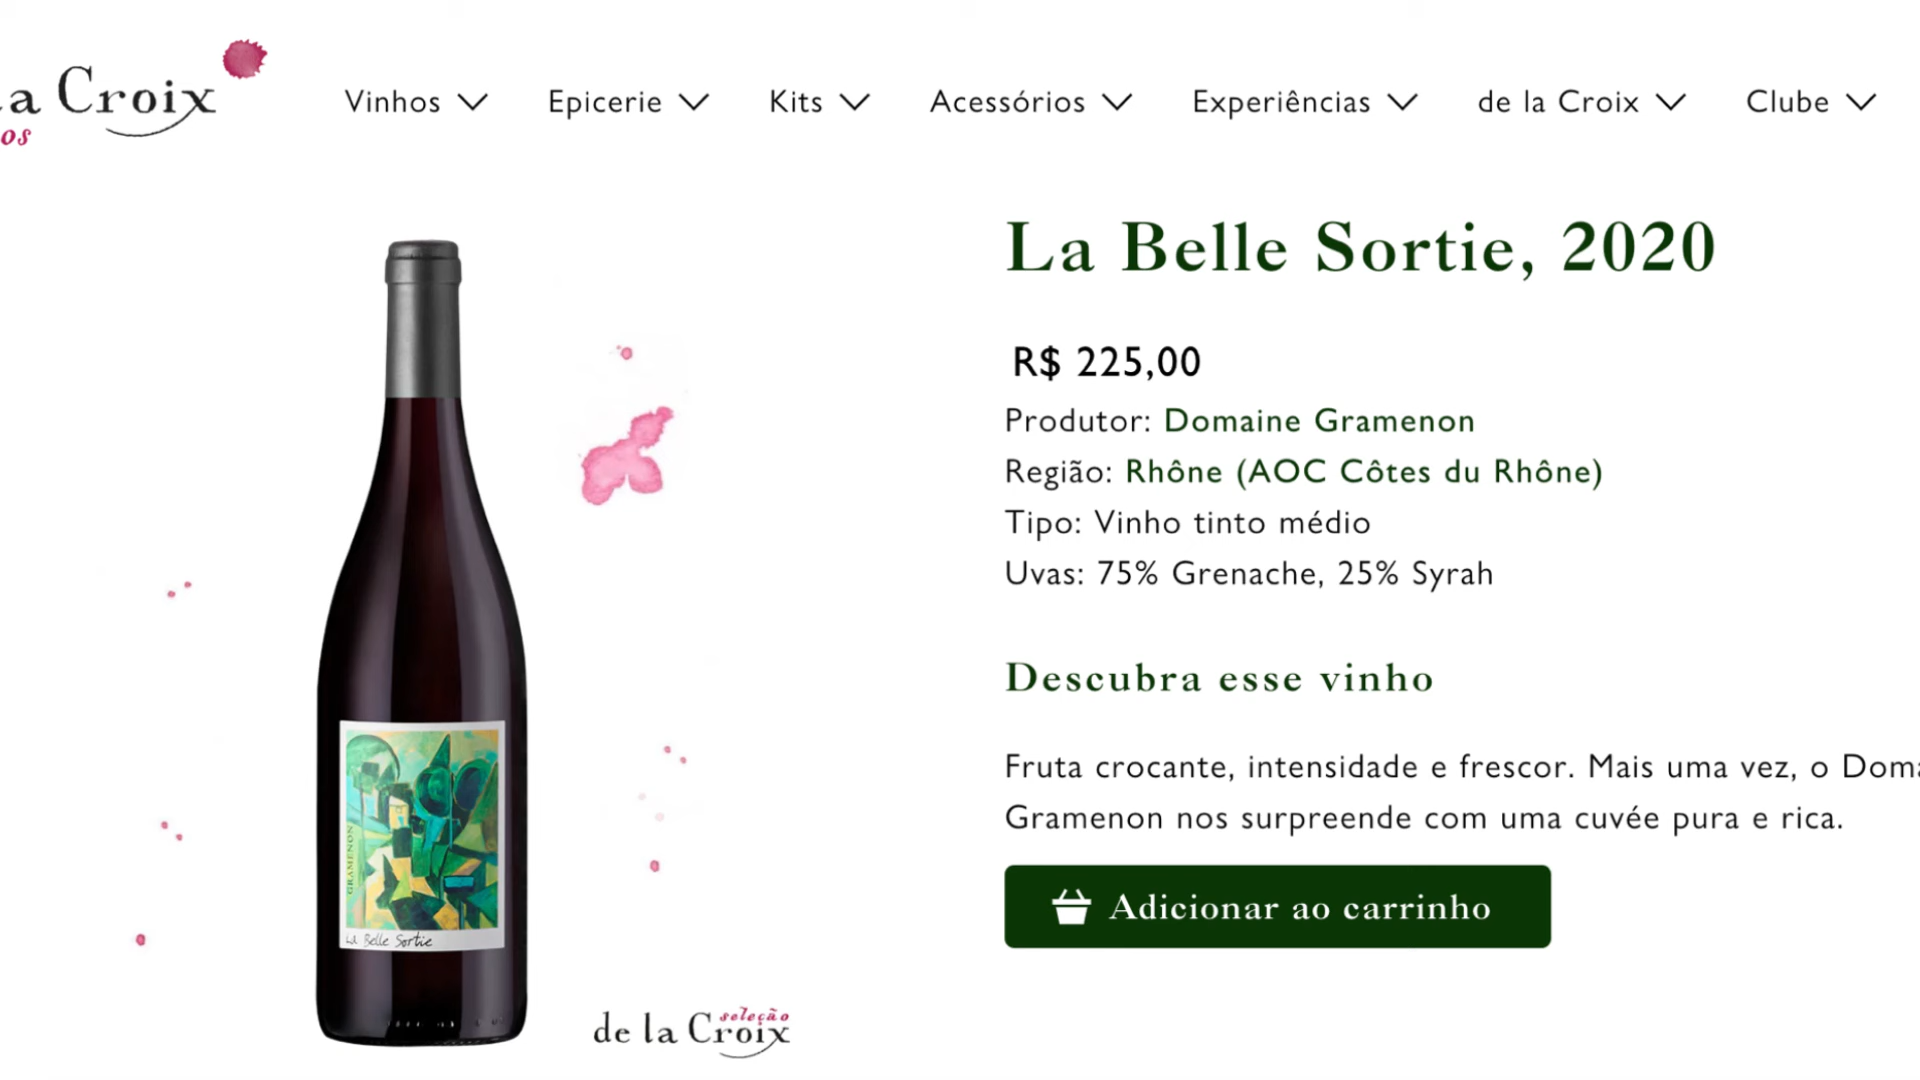 la Croix
os
Vinhos
Epicerie
Kits
Acessórios
Experiências
de la Croix
Clube
La Belle Sortie, 2020
R$ 225,00
Produtor: Domaine Gramenon
Região: Rhône (AOC Côtes du Rhône)
Tipo: Vinho tinto médio
Uvas: 75% Grenache, 25% Syrah
Descubra esse vinho
Fruta crocante, intensidade e frescor. Mais uma vez, o Doma
Gramenon nos surpreende com uma cuvée pura e rica.
Adicionar ao carrinho
GRAMENON
La Belle Sortie
seleção
de la Croix